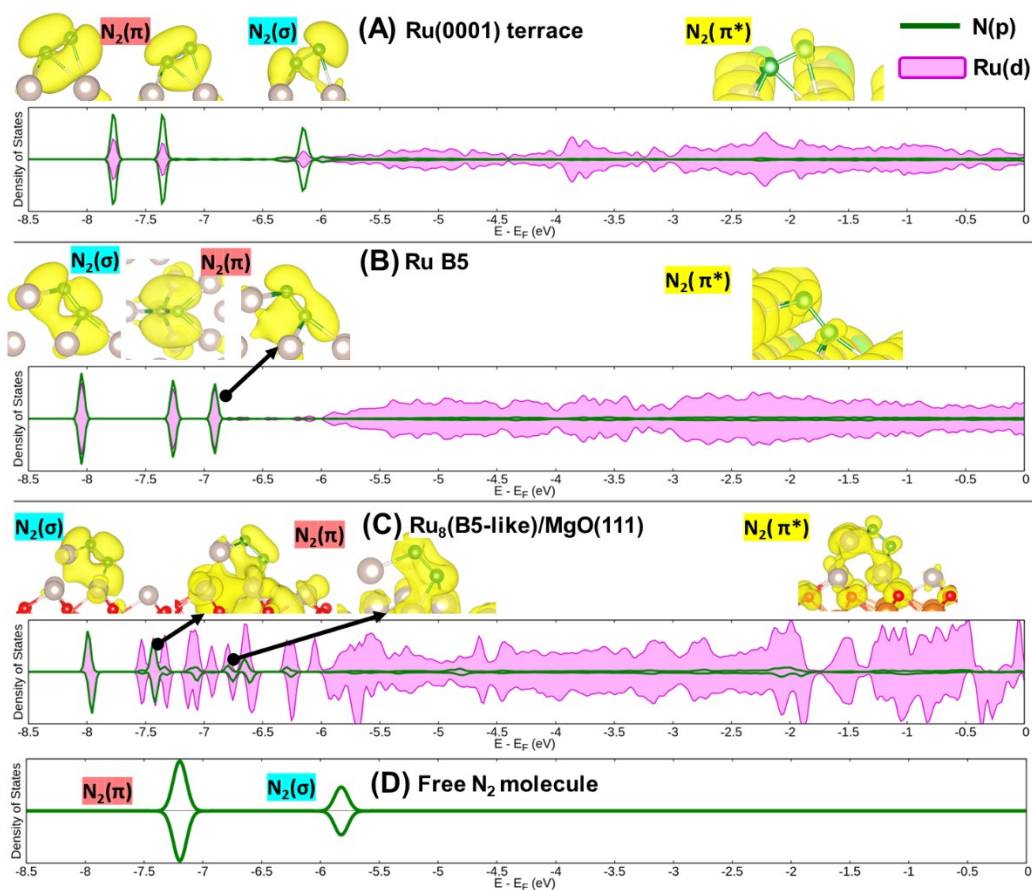 N₂(π)
N₂(σ)
(A) Ru(0001) terrace
N₂(π*)
N(p)
Ru(d)
Density of States
-8.5 -8 -7.5 -7 -6.5 -6 -5.5 -5 -4.5 -4 -3.5 -3 -2.5 -2 -1.5 -1 -0.5 0
E - E_F (eV)
N₂(σ)
N₂(π)
(B) Ru B5
N₂(π*)
Density of States
-8.5 -8 -7.5 -7 -6.5 -6 -5.5 -5 -4.5 -4 -3.5 -3 -2.5 -2 -1.5 -1 -0.5 0
E - E_F (eV)
N₂(σ)
N₂(π)
(C) Ru₈(B5-like)/MgO(111)
N₂(π*)
Density of States
-8.5 -8 -7.5 -7 -6.5 -6 -5.5 -5 -4.5 -4 -3.5 -3 -2.5 -2 -1.5 -1 -0.5 0
E - E_F (eV)
N₂(π)
N₂(σ)
(D) Free N₂ molecule
Density of States
-8.5 -8 -7.5 -7 -6.5 -6 -5.5 -5 -4.5 -4 -3.5 -3 -2.5 -2 -1.5 -1 -0.5 0
E - E_F (eV)